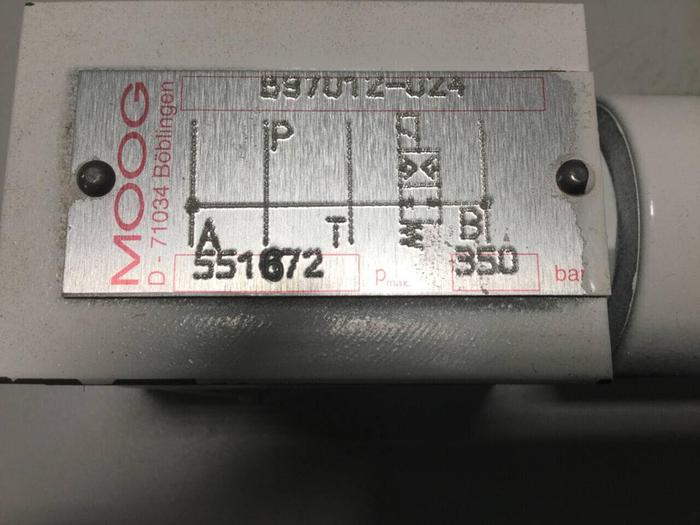 MOOG
D - 71034 Böblingen
B97012-024
P
A T B
551672 pmax. 350 bar